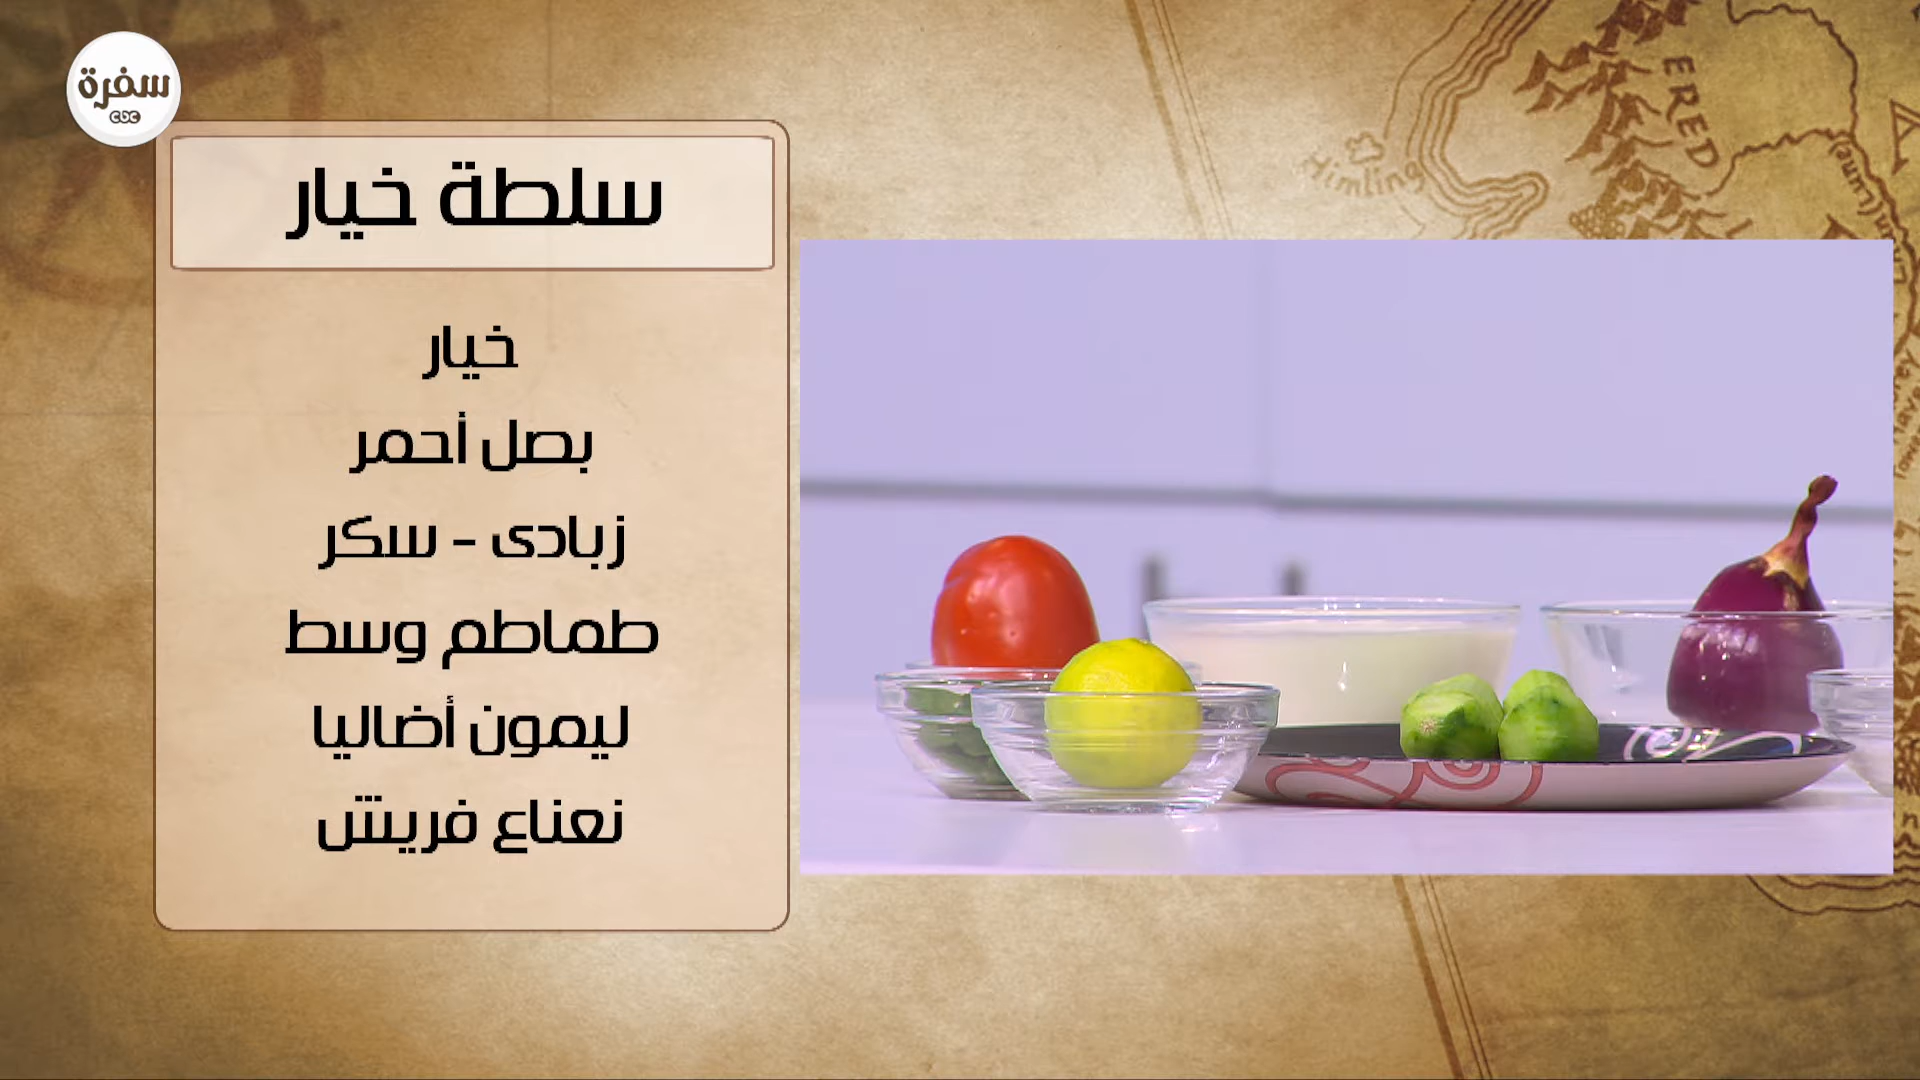 سفرة
cbc
سلطة خيار
خيار
بصل أحمر
زبادى - سكر
طماطم وسط
ليمون أضاليا
نعناع فريش
ERED
Himling